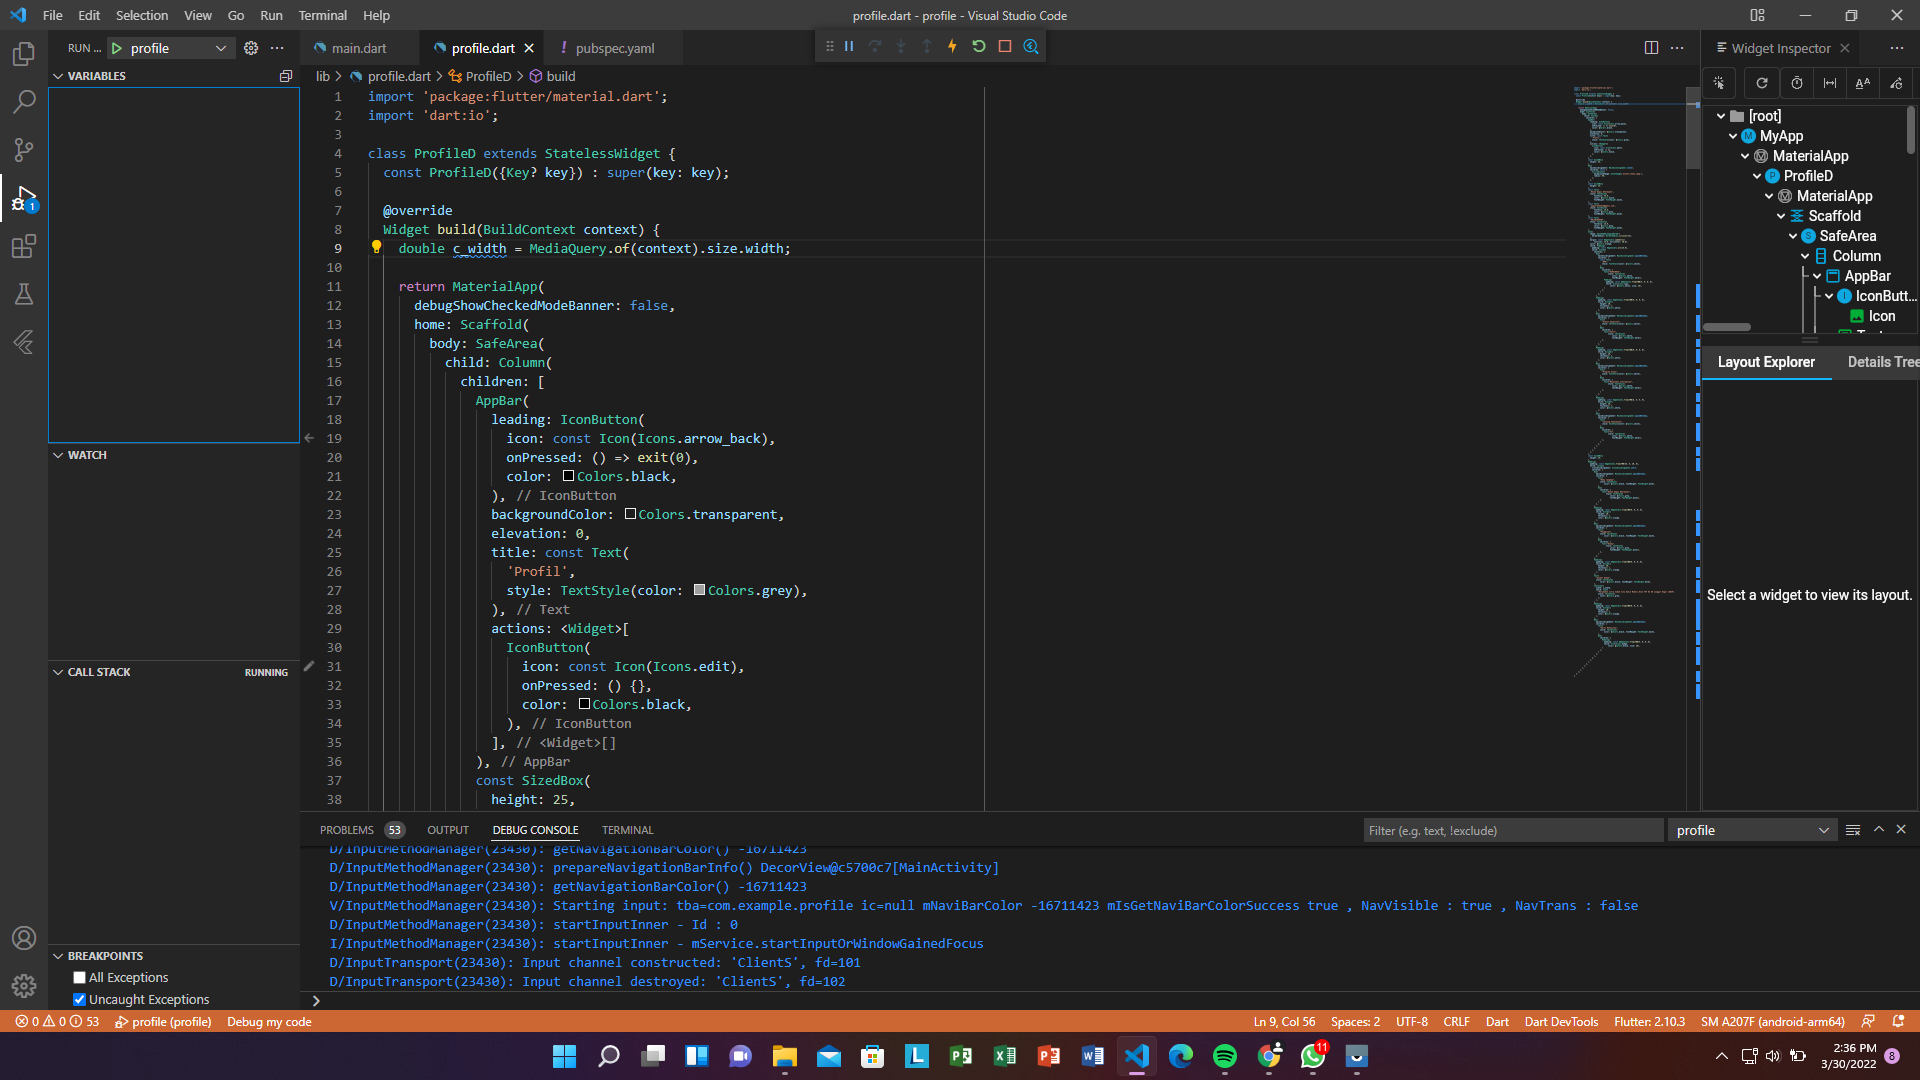 File Edit Selection View Go Run Terminal Help
profile.dart - profile - Visual Studio Code
RUN ... profile
main.dart
profile.dart
! pubspec.yaml
Widget Inspector
VARIABLES
lib > profile.dart > ProfileD > build
1 import 'package:flutter/material.dart';
2 import 'dart:io';
3
4 class ProfileD extends StatelessWidget {
5 const ProfileD({Key? key}) : super(key: key);
6
7 @override
8 Widget build(BuildContext context) {
9 double c_width = MediaQuery.of(context).size.width;
10
11 return MaterialApp(
12 debugShowCheckedModeBanner: false,
13 home: Scaffold(
14 body: SafeArea(
15 child: Column(
16 children: [
17 AppBar(
18 leading: IconButton(
19 icon: const Icon(Icons.arrow_back),
20 onPressed: () => exit(0),
21 color: Colors.black,
22 ), // IconButton
23 backgroundColor: Colors.transparent,
24 elevation: 0,
25 title: const Text(
26 'Profil',
27 style: TextStyle(color: Colors.grey),
28 ), // Text
29 actions: <Widget>[
30 IconButton(
31 icon: const Icon(Icons.edit),
32 onPressed: () {},
33 color: Colors.black,
34 ), // IconButton
35 ], // <Widget>[]
36 ), // AppBar
37 const SizedBox(
38 height: 25,
[root]
MyApp
MaterialApp
ProfileD
MaterialApp
Scaffold
SafeArea
Column
AppBar
IconButt...
Icon
Layout Explorer
Details Tree
Select a widget to view its layout.
WATCH
CALL STACK RUNNING
BREAKPOINTS
All Exceptions
Uncaught Exceptions
PROBLEMS 53 OUTPUT DEBUG CONSOLE TERMINAL
Filter (e.g. text, !exclude)
profile
D/InputMethodManager(23430): getNavigationBarColor() -16711423
D/InputMethodManager(23430): prepareNavigationBarInfo() DecorView@c5700c7[MainActivity]
D/InputMethodManager(23430): getNavigationBarColor() -16711423
V/InputMethodManager(23430): Starting input: tba=com.example.profile ic=null mNaviBarColor -16711423 mIsGetNaviBarColorSuccess true , NavVisible : true , NavTrans : false
D/InputMethodManager(23430): startInputInner - Id : 0
I/InputMethodManager(23430): startInputInner - mService.startInputOrWindowGainedFocus
D/InputTransport(23430): Input channel constructed: 'ClientS', fd=101
D/InputTransport(23430): Input channel destroyed: 'ClientS', fd=102
0 0 53 profile (profile) Debug my code
Ln 9, Col 56 Spaces: 2 UTF-8 CRLF Dart Dart DevTools Flutter: 2.10.3 SM A207F (android-arm64)
1
11
2:36 PM
3/30/2022
8